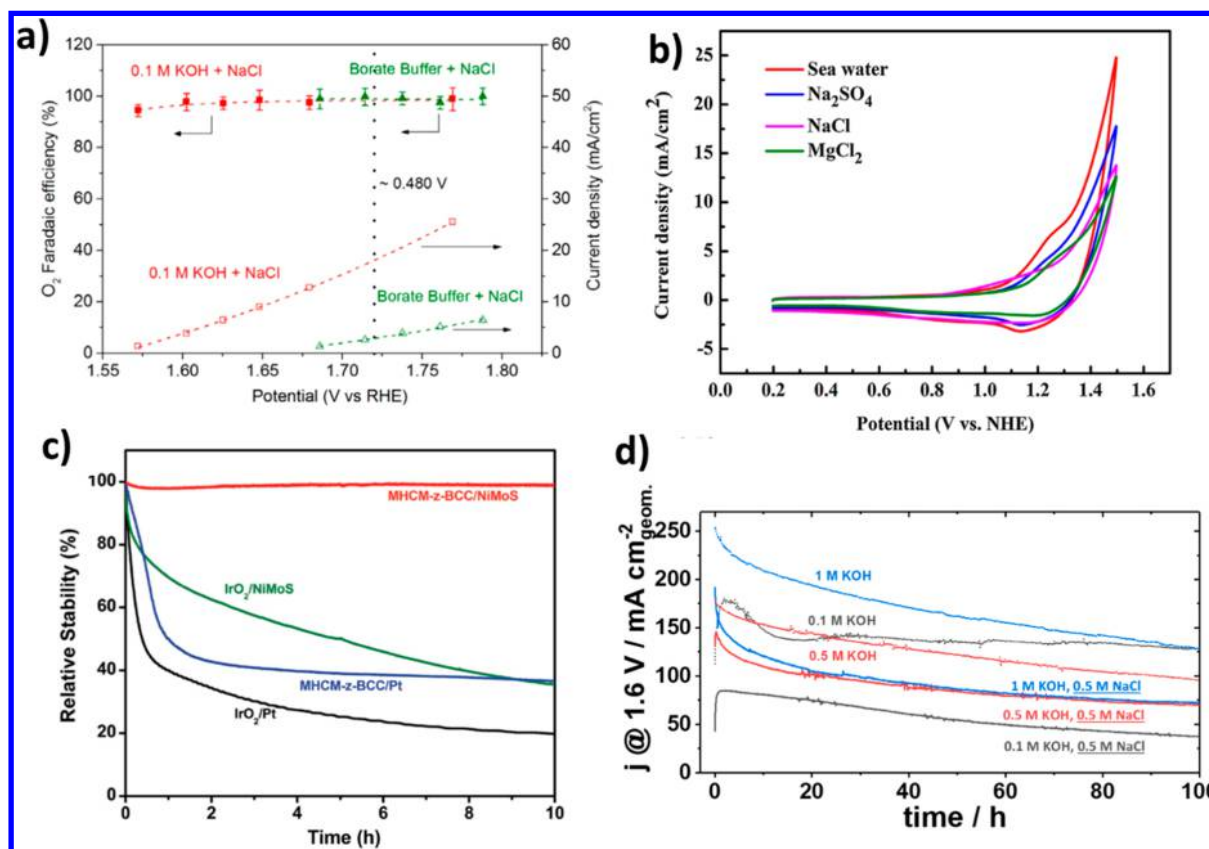 a)
120
100
80
60
40
20
0
O₂ Faradaic efficiency (%)
0.1 M KOH + NaCl
Borate Buffer + NaCl
~ 0.480 V
0.1 M KOH + NaCl
Borate Buffer + NaCl
60
50
40
30
20
10
0
Current density (mA/cm²)
1.55 1.60 1.65 1.70 1.75 1.80
Potential (V vs RHE)
b)
25
20
15
10
5
0
-5
Current density (mA/cm²)
Sea water
Na₂SO₄
NaCl
MgCl₂
0.0 0.2 0.4 0.6 0.8 1.0 1.2 1.4 1.6
Potential (V vs. NHE)
c)
100
80
60
40
20
0
Relative Stability (%)
MHCM-z-BCC/NiMoS
IrO₂/NiMoS
MHCM-z-BCC/Pt
IrO₂/Pt
0 2 4 6 8 10
Time (h)
d)
250
200
150
100
50
0
j @ 1.6 V / mA cm⁻²geom.
1 M KOH
0.1 M KOH
0.5 M KOH
1 M KOH, 0.5 M NaCl
0.5 M KOH, 0.5 M NaCl
0.1 M KOH, 0.5 M NaCl
0 20 40 60 80 100
time / h